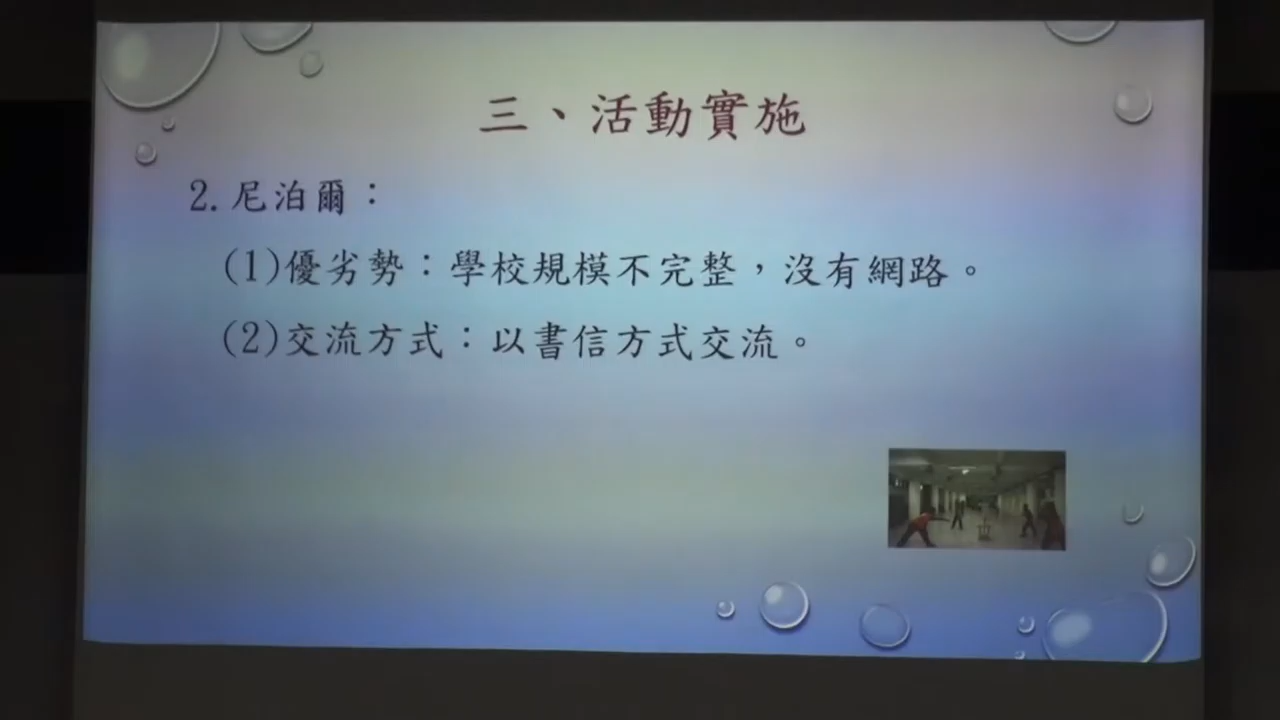 三、活動實施
2.尼泊爾：
(1)優劣勢：學校規模不完整，沒有網路。
(2)交流方式：以書信方式交流。